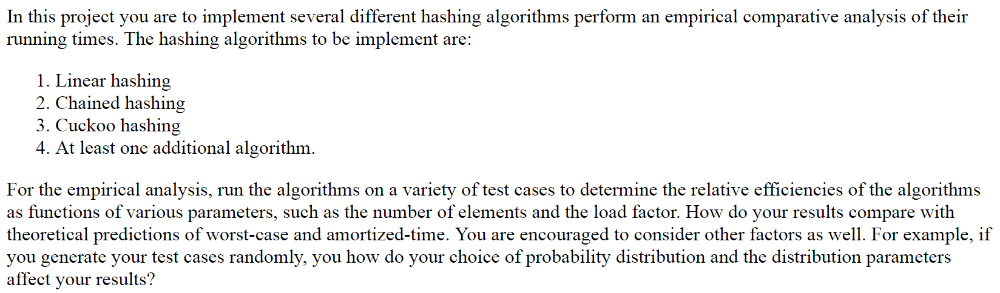 In this project you are to implement several different hashing algorithms perform an empirical comparative analysis of their
running times. The hashing algorithms to be implement are:
1. Linear hashing
2. Chained hashing
3. Cuckoo hashing
4. At least one additional algorithm.
For the empirical analysis, run the algorithms on a variety of test cases to determine the relative efficiencies of the algorithms
as functions of various parameters, such as the number of elements and the load factor. How do your results compare with
theoretical predictions of worst-case and amortized-time. You are encouraged to consider other factors as well. For example, if
you generate your test cases randomly, you how do your choice of probability distribution and the distribution parameters
affect your results?